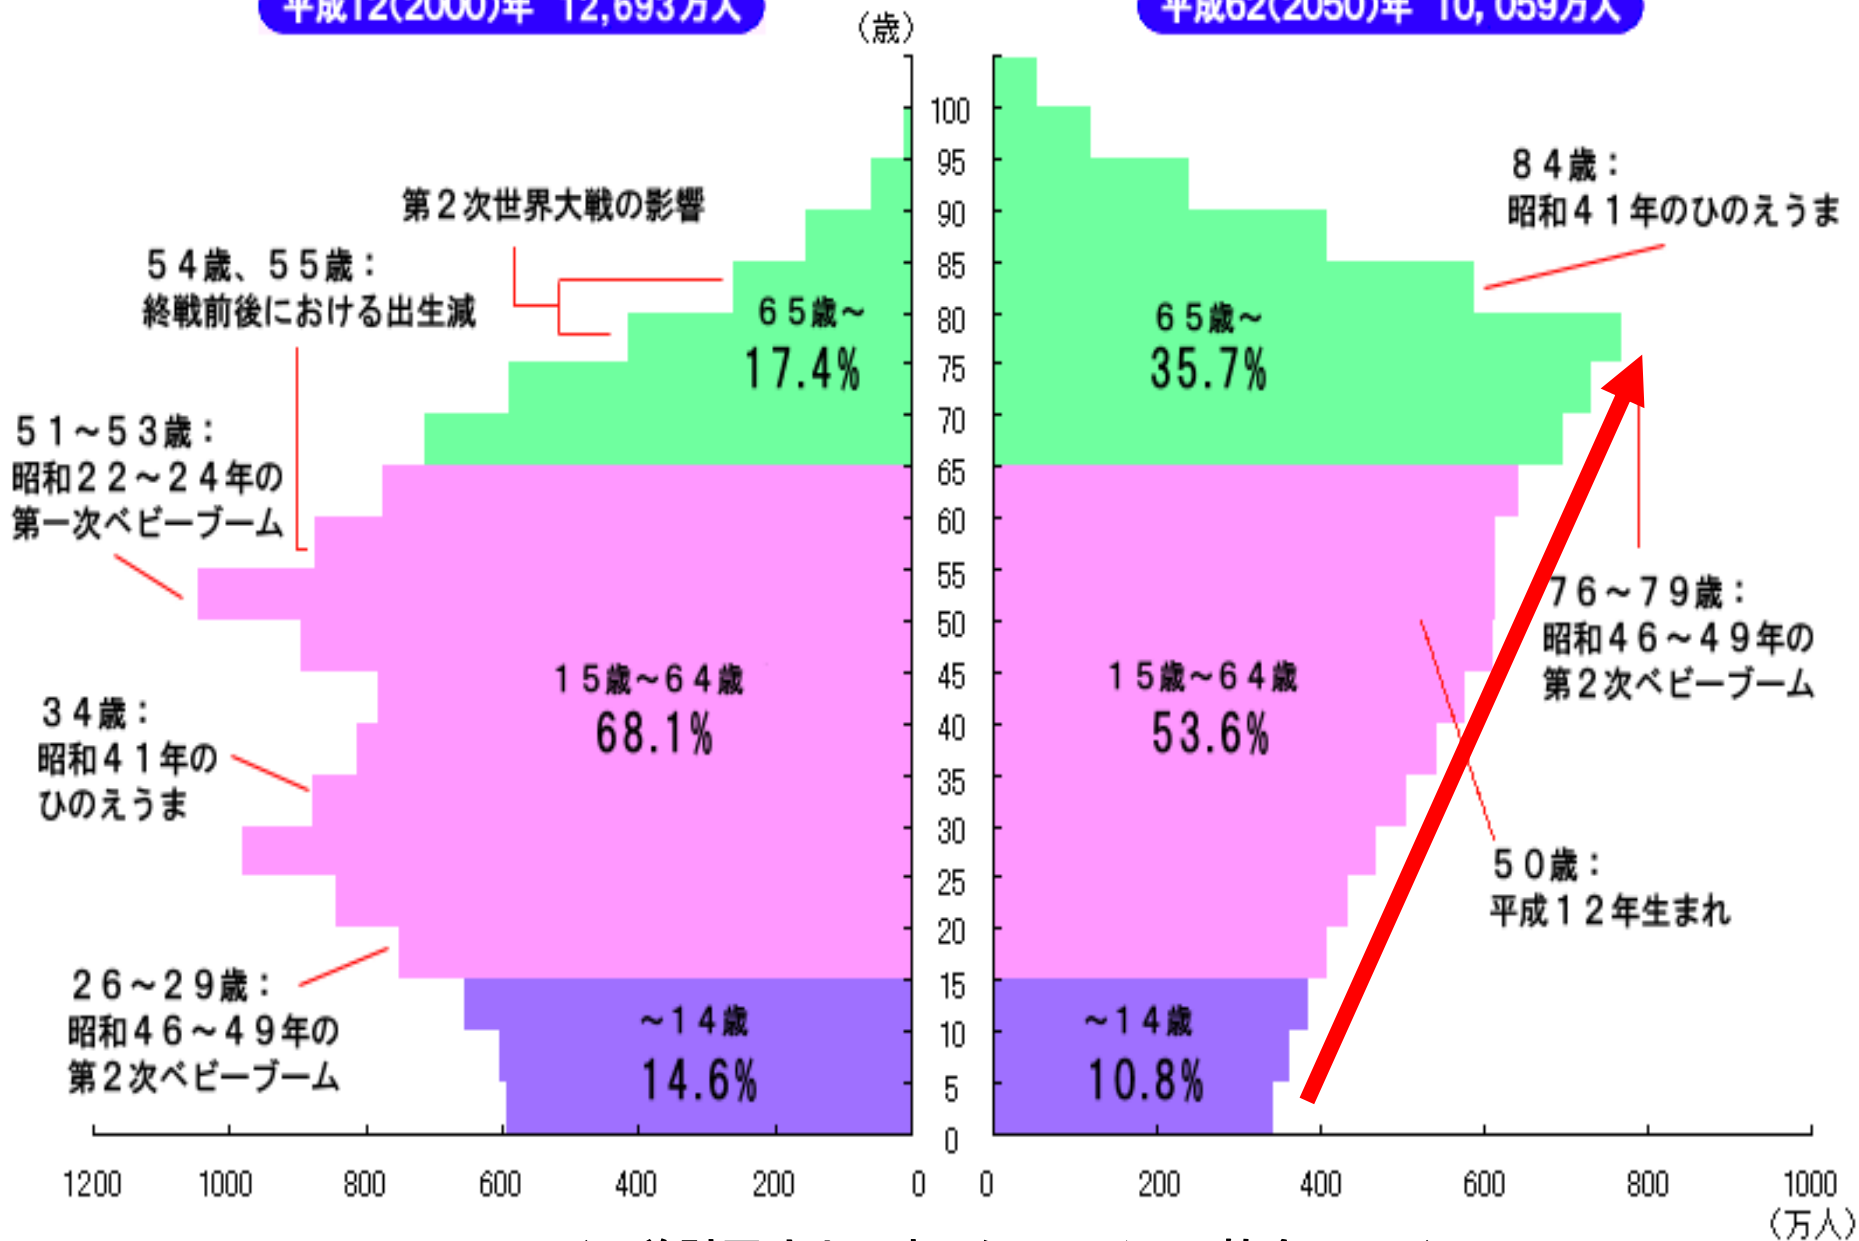 平成12(2000)年 12,693万人
平成62(2050)年 10,059万人
(歳)
100
95
90
85
80
75
70
65
60
55
50
45
40
35
30
25
20
15
10
5
0
第２次世界大戦の影響
５４歳、５５歳：
終戦前後における出生減
５１～５３歳：
昭和２２～２４年の
第一次ベビーブーム
３４歳：
昭和４１年の
ひのえうま
２６～２９歳：
昭和４６～４９年の
第２次ベビーブーム
６５歳～
17.4%
１５歳～６４歳
68.1%
～１４歳
14.6%
６５歳～
35.7%
１５歳～６４歳
53.6%
～１４歳
10.8%
８４歳：
昭和４１年のひのえうま
７６～７９歳：
昭和４６～４９年の
第２次ベビーブーム
５０歳：
平成１２年生まれ
1200 1000 800 600 400 200 0
0 200 400 600 800 1000
(万人)